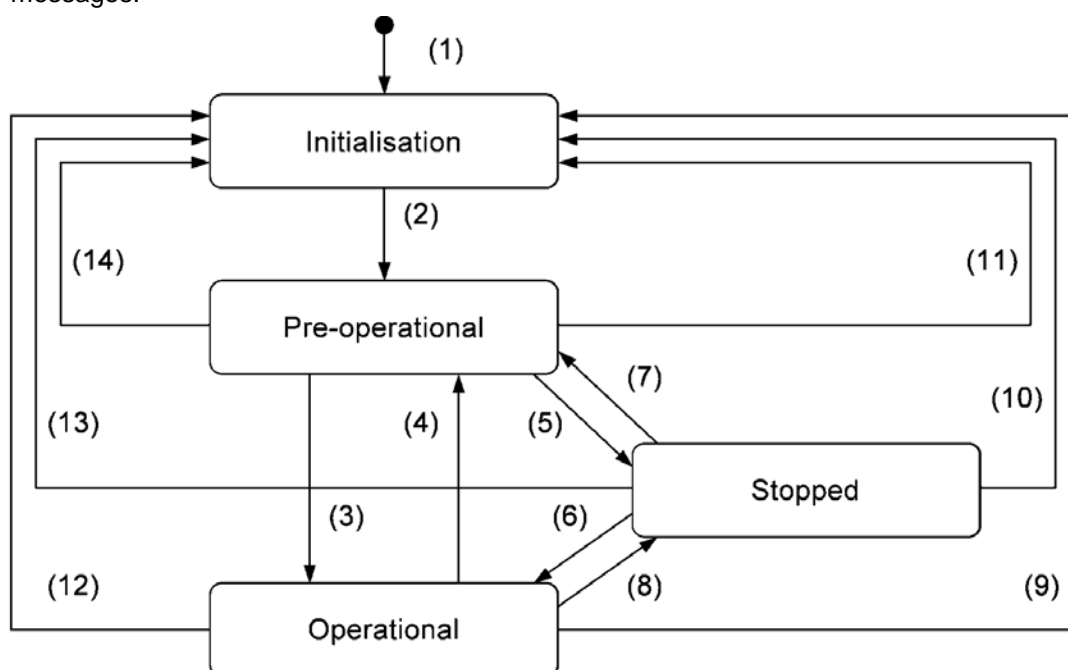 messages.
(1)
Initialisation
(2)
(14)
(11)
Pre-operational
(7)
(10)
(13)
(4)
(5)
Stopped
(3)
(6)
(12)
(8)
(9)
Operational